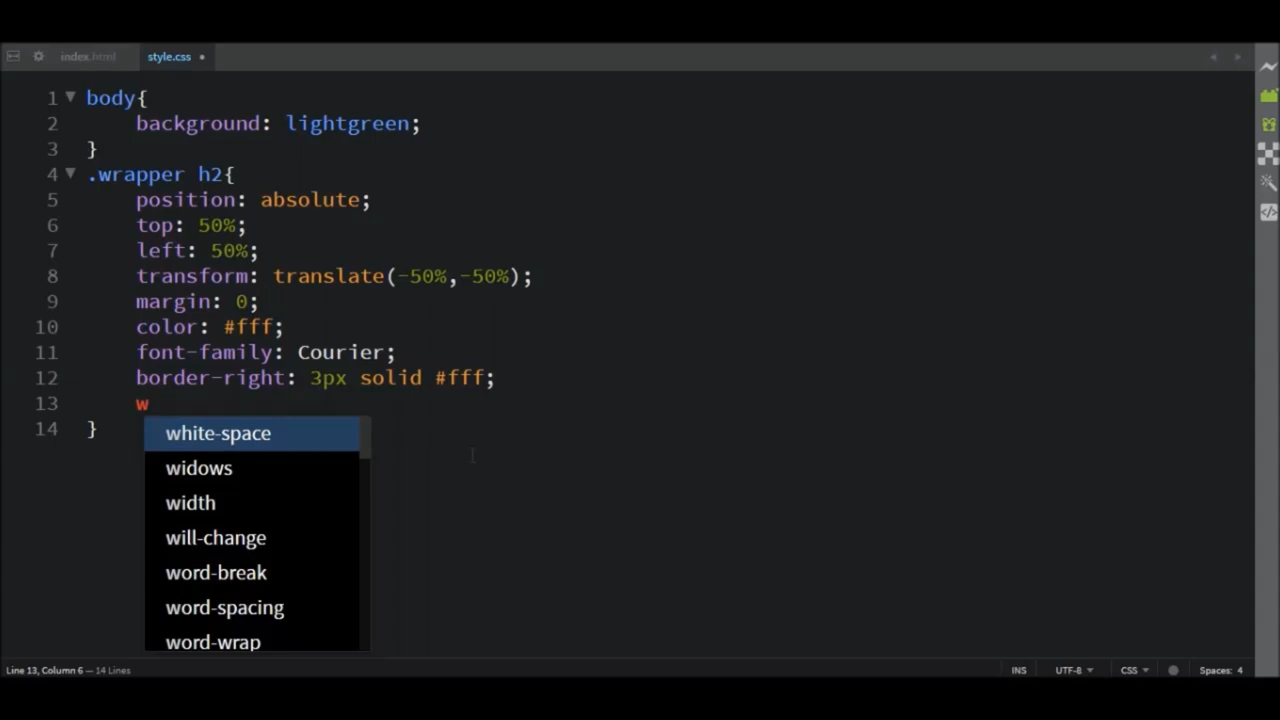 index.html style.css
1 body{
2 background: lightgreen;
3 }
4 .wrapper h2{
5 position: absolute;
6 top: 50%;
7 left: 50%;
8 transform: translate(-50%,-50%);
9 margin: 0;
10 color: #fff;
11 font-family: Courier;
12 border-right: 3px solid #fff;
13 w
14 }
white-space
widows
width
will-change
word-break
word-spacing
word-wrap
Line 13, Column 6 — 14 Lines INS UTF-8 CSS Spaces: 4